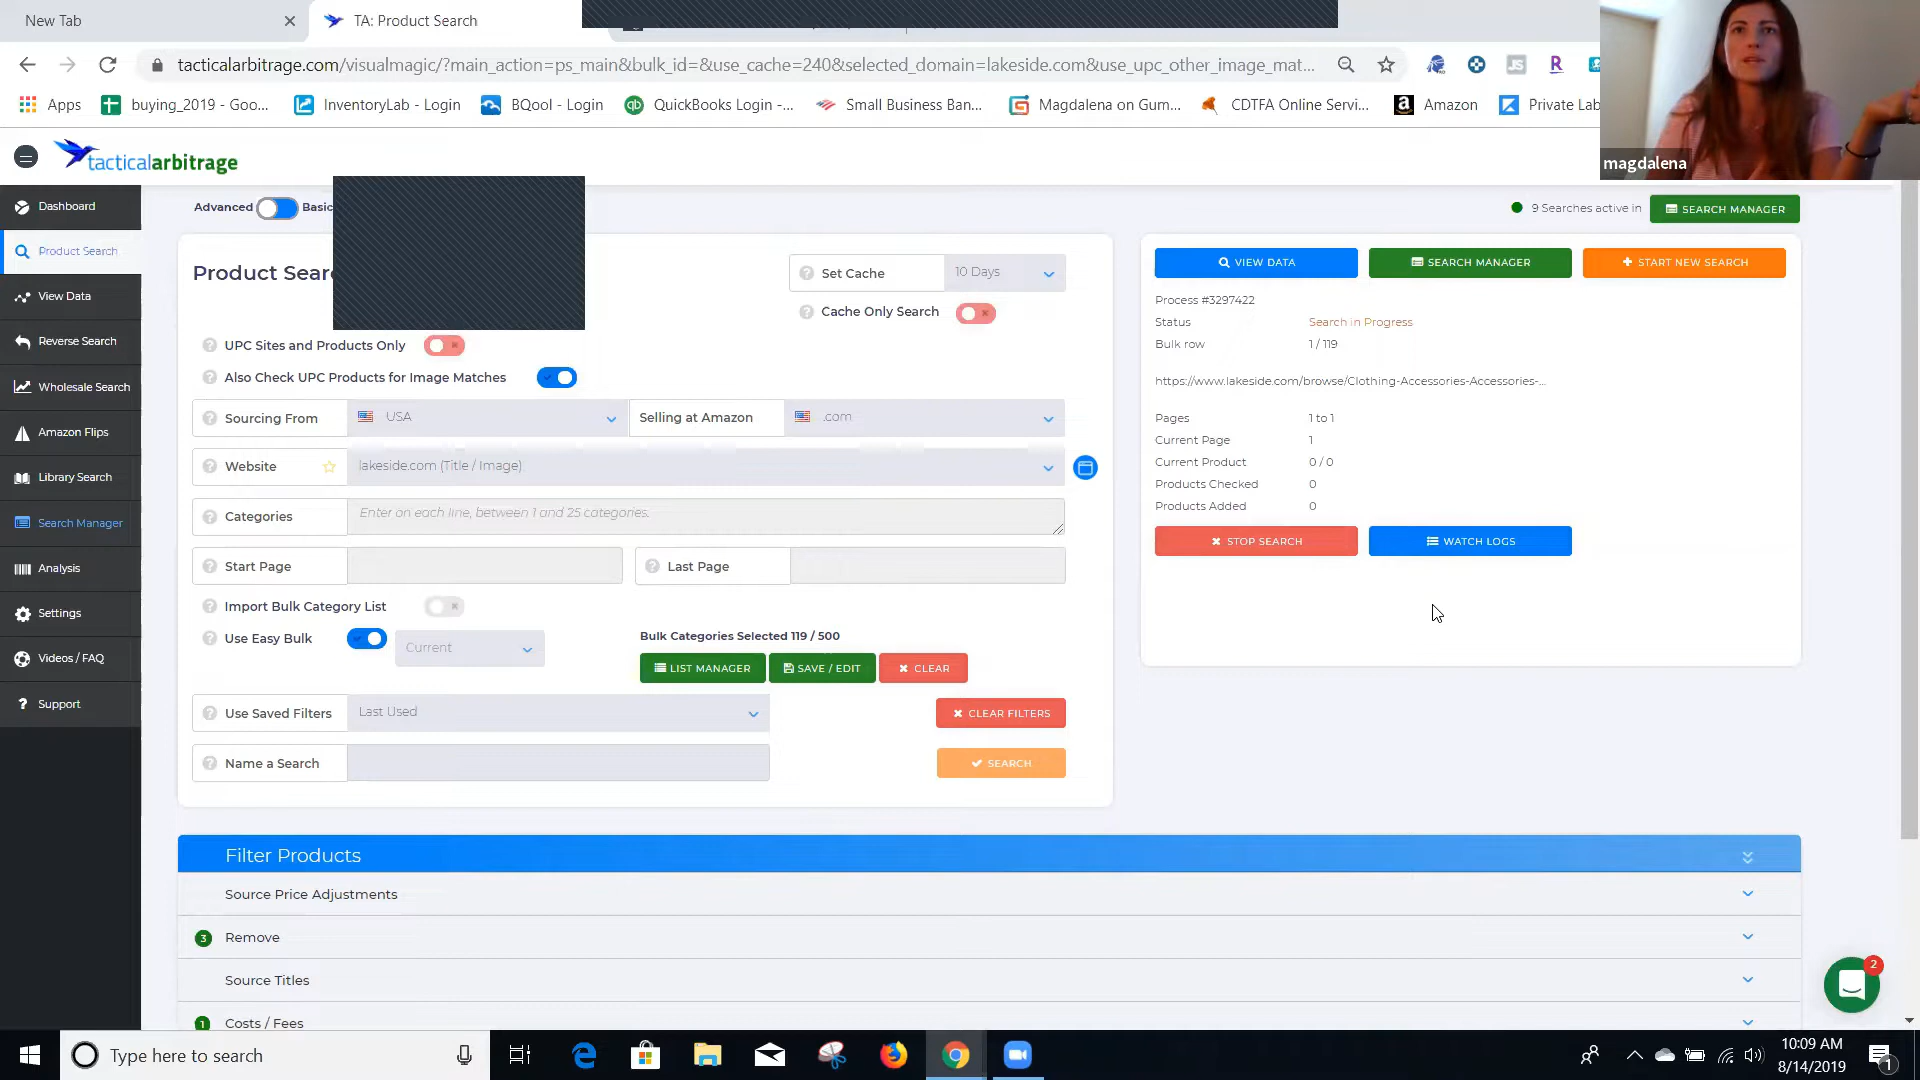 New Tab
TA: Product Search
tacticalarbitrage.com/visualmagic/?main_action=ps_main&bulk_id=&use_cache=240&selected_domain=lakeside.com&use_upc_other_image_mat...
Apps
buying_2019 - Goo...
InventoryLab - Login
BQool - Login
QuickBooks Login -...
Small Business Ban...
Magdalena on Gum...
CDTFA Online Servi...
Amazon
Private Lab
magdalena
tacticalarbitrage
Dashboard
Product Search
View Data
Reverse Search
Wholesale Search
Amazon Flips
Library Search
Search Manager
Analysis
Settings
Videos / FAQ
Support
Advanced
Basic
9 Searches active in
SEARCH MANAGER
Set Cache
10 Days
Cache Only Search
UPC Sites and Products Only
Also Check UPC Products for Image Matches
Sourcing From
USA
Selling at Amazon
.com
Website
lakeside.com (Title / Image)
Categories
Enter on each line, between 1 and 25 categories.
Start Page
Last Page
Import Bulk Category List
Use Easy Bulk
Current
Bulk Categories Selected 119 / 500
LIST MANAGER
SAVE / EDIT
CLEAR
Use Saved Filters
Last Used
CLEAR FILTERS
Name a Search
SEARCH
VIEW DATA
SEARCH MANAGER
START NEW SEARCH
Process #3297422
Status
Search in Progress
Bulk row
1 / 119
https://www.lakeside.com/browse/Clothing-Accessories-Accessories-...
Pages
1 to 1
Current Page
1
Current Product
0 / 0
Products Checked
0
Products Added
0
STOP SEARCH
WATCH LOGS
Filter Products
Source Price Adjustments
3
Remove
Source Titles
1
Costs / Fees
2
Type here to search
10:09 AM
8/14/2019
1